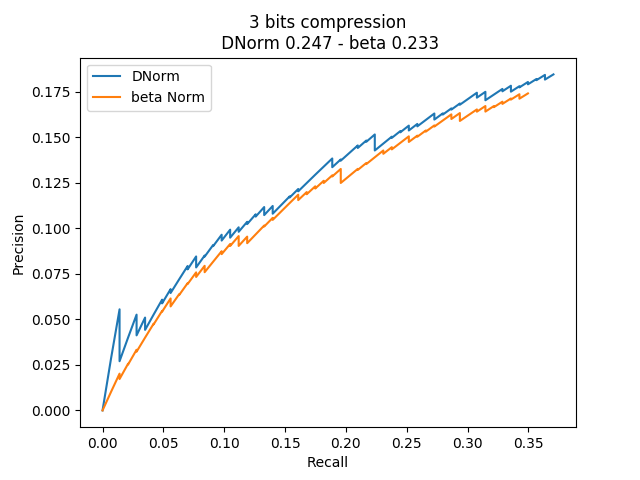 3 bits compression
DNorm 0.247 - beta 0.233
DNorm
beta Norm
Precision
0.175
0.150
0.125
0.100
0.075
0.050
0.025
0.000
0.00 0.05 0.10 0.15 0.20 0.25 0.30 0.35
Recall